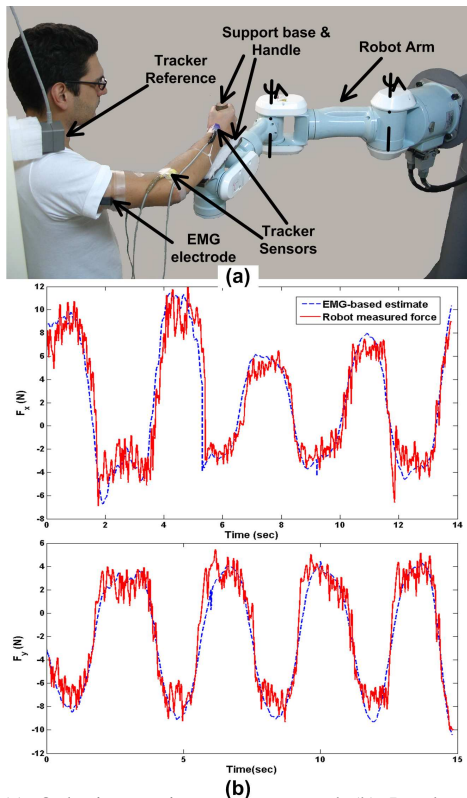 Support base &
Handle
Tracker
Reference
Robot Arm
EMG
electrode
Tracker
Sensors
(a)
EMG-based estimate
Robot measured force
12
10
8
6
4
2
0
-2
-4
-6
-8
F_x (N)
0 2 4 6 8 10 12 14
Time (sec)
6
4
2
0
-2
-4
-6
-8
-10
-12
F_y (N)
0 5 10 15
Time(sec)
(b)